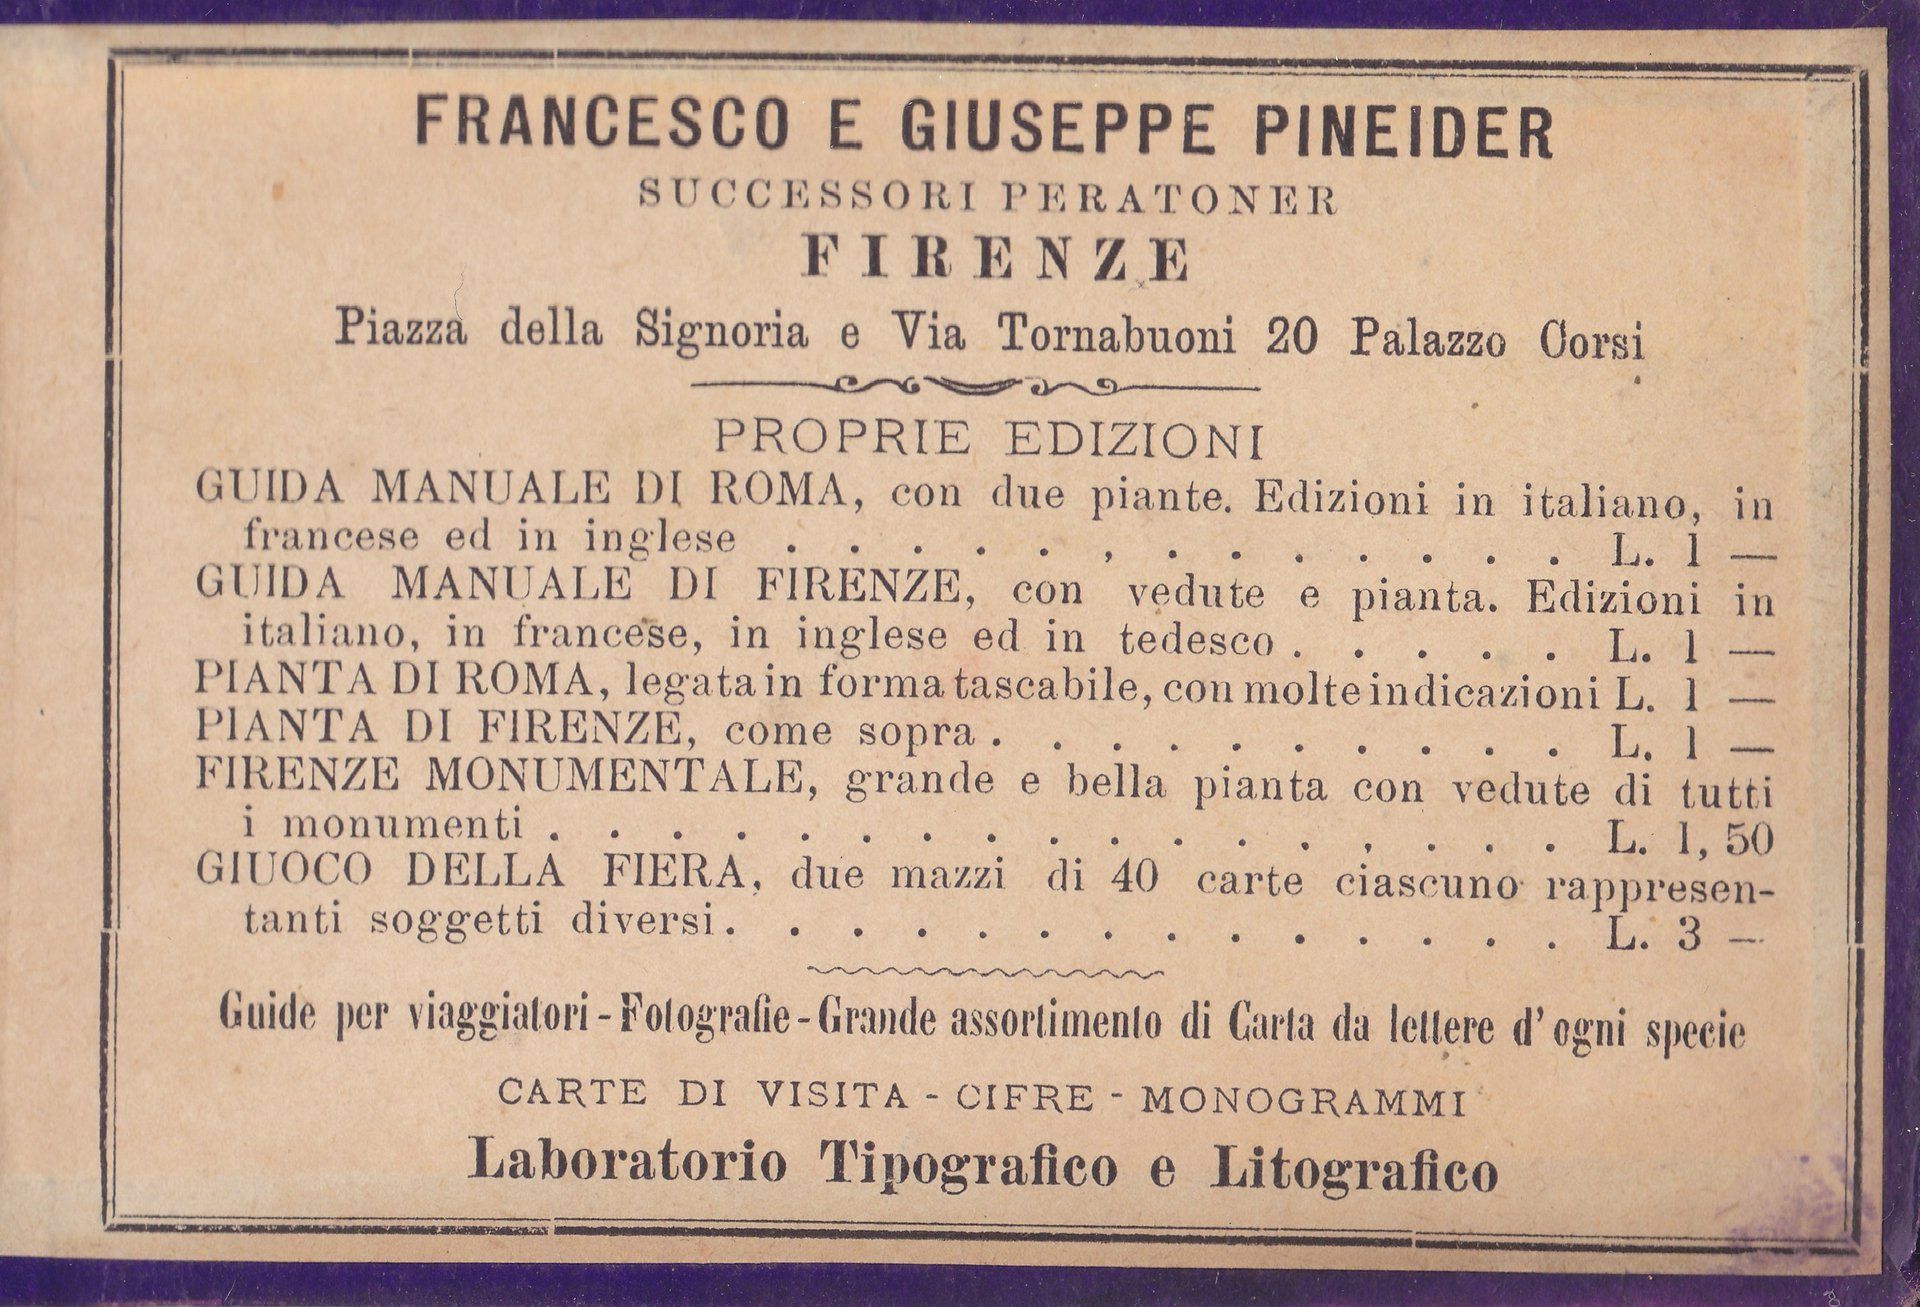 FRANCESCO E GIUSEPPE PINEIDER
SUCCESSORI PERATONER
FIRENZE
Piazza della Signoria e Via Tornabuoni 20 Palazzo Corsi
PROPRIE EDIZIONI
GUIDA MANUALE DI ROMA, con due piante. Edizioni in italiano, in
francese ed in inglese . . . . . , . . . . . . . L. 1 —
GUIDA MANUALE DI FIRENZE, con vedute e pianta. Edizioni in
italiano, in francese, in inglese ed in tedesco . . . . . L. 1 —
PIANTA DI ROMA, legata in forma tascabile, con molte indicazioni L. 1 —
PIANTA DI FIRENZE, come sopra . . . . . . . . . . L. 1 —
FIRENZE MONUMENTALE, grande e bella pianta con vedute di tutti
i monumenti . . . . . . . . . . . . . . , . . . L. 1, 50
GIUOCO DELLA FIERA, due mazzi di 40 carte ciascuno rappresen-
tanti soggetti diversi . . . . . . . . . . . . . . L. 3 —
Guide per viaggiatori - Fotografie - Grande assortimento di Carta da lettere d' ogni specie
CARTE DI VISITA - CIFRE - MONOGRAMMI
Laboratorio Tipografico e Litografico